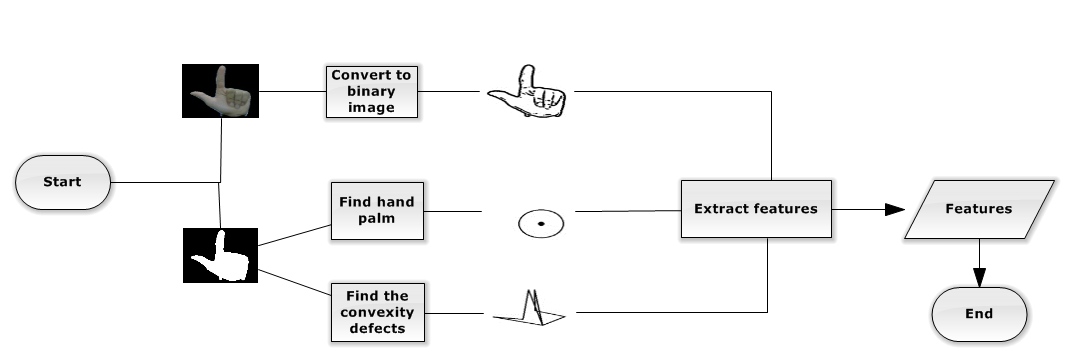 Convert to
binary
image
Start
Find hand
palm
Extract features
Features
Find the
convexity
defects
End